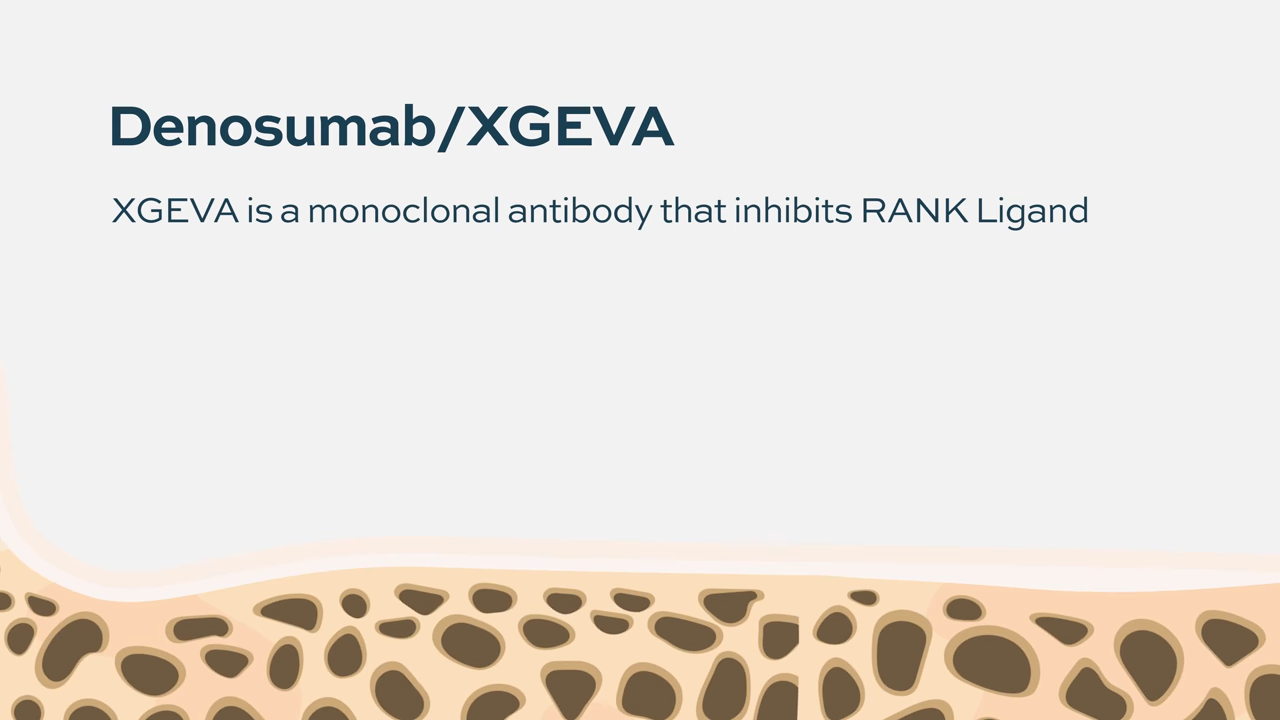 Denosumab/XGEVA
XGEVA is a monoclonal antibody that inhibits RANK Ligand